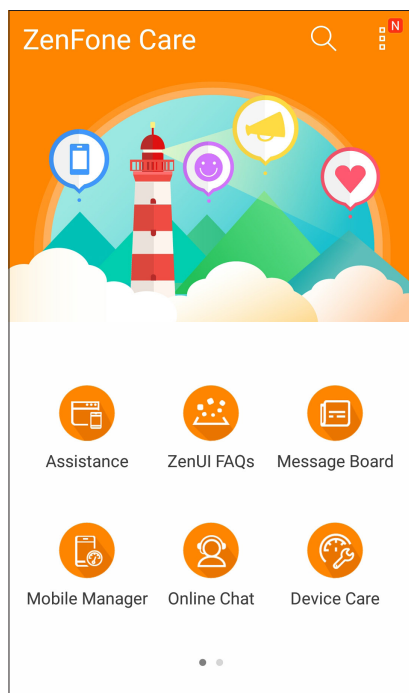 ZenFone Care
N
Assistance
ZenUI FAQs
Message Board
Mobile Manager
Online Chat
Device Care